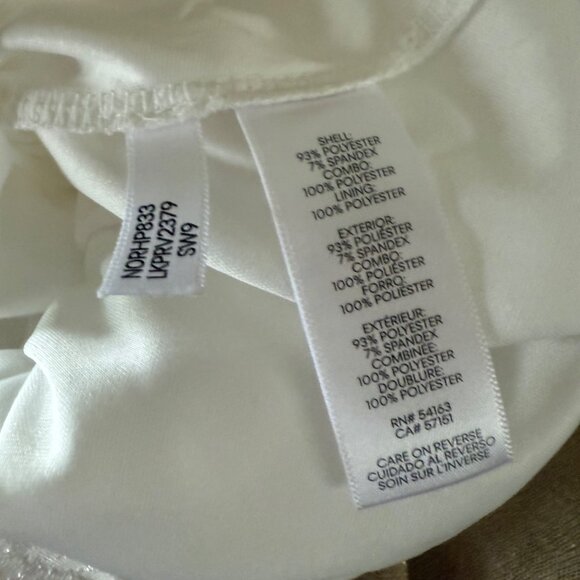 NORHP833
LKPRV2379
SW9
SHELL:
93% POLYESTER
7% SPANDEX
COMBO:
100% POLYESTER
LINING:
100% POLYESTER
EXTERIOR:
93% POLIÉSTER
7% SPANDEX
COMBO:
100% POLIÉSTER
FORRO:
100% POLIÉSTER
EXTÉRIEUR:
93% POLYESTER
7% SPANDEX
COMBINÉE:
100% POLYESTER
DOUBLURE:
100% POLYESTER
RN# 54163
CA# 57151
CARE ON REVERSE
CUIDADO AL REVERSO
SOIN SUR L'INVERSE